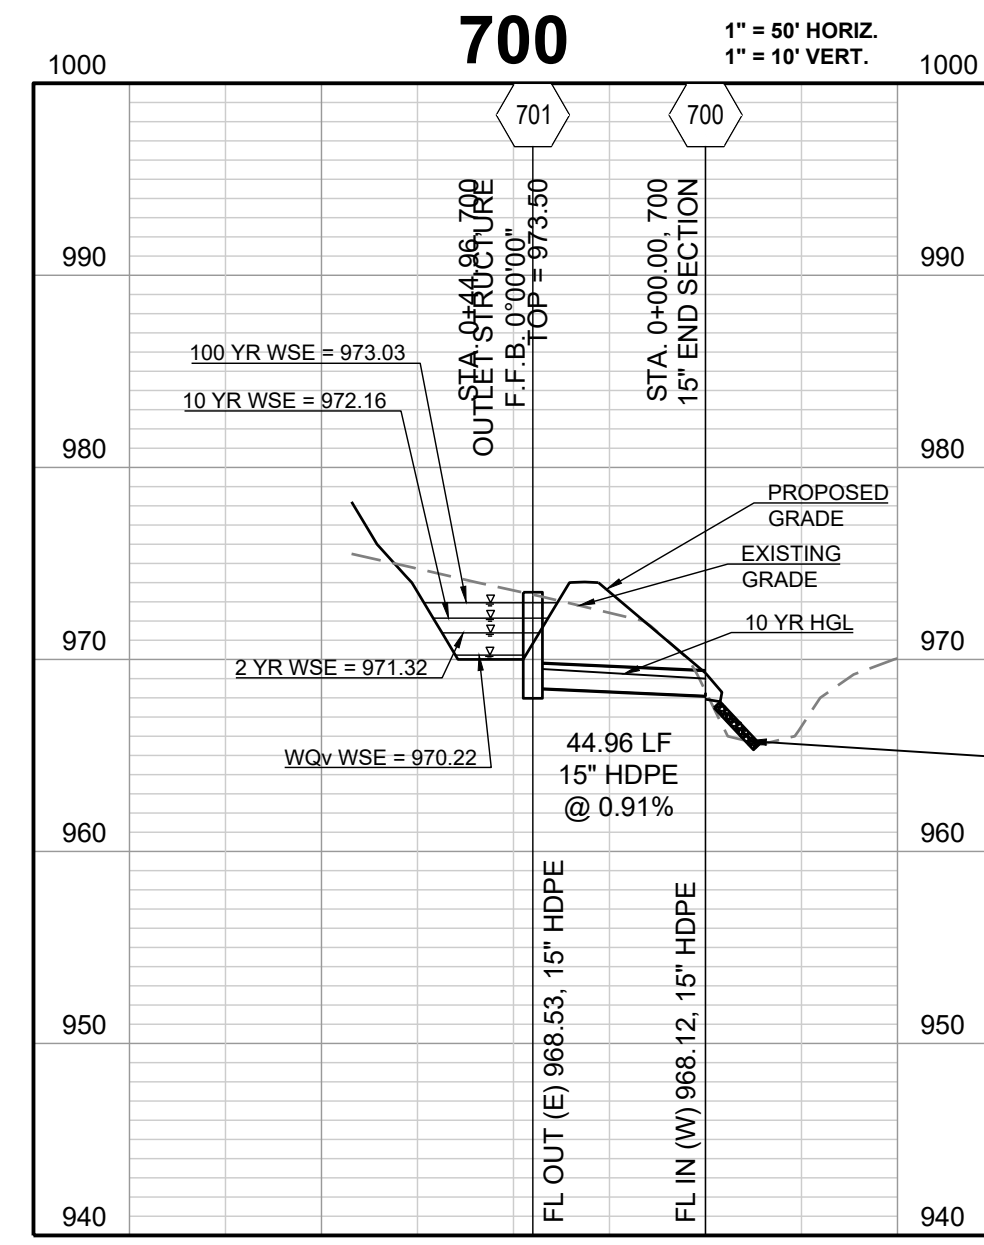 700
1" = 50' HORIZ.
1" = 10' VERT.
1000
1000
701
700
STA. 0+44.96, 700
OUTLET STRUCTURE
F.F.B. 0°00'00"
TOP = 973.50
STA. 0+00.00, 700
15" END SECTION
990
990
100 YR WSE = 973.03
10 YR WSE = 972.16
980
980
PROPOSED
GRADE
EXISTING
GRADE
10 YR HGL
970
970
2 YR WSE = 971.32
WQv WSE = 970.22
44.96 LF
15" HDPE
@ 0.91%
960
960
FL OUT (E) 968.53, 15" HDPE
FL IN (W) 968.12, 15" HDPE
950
950
940
940